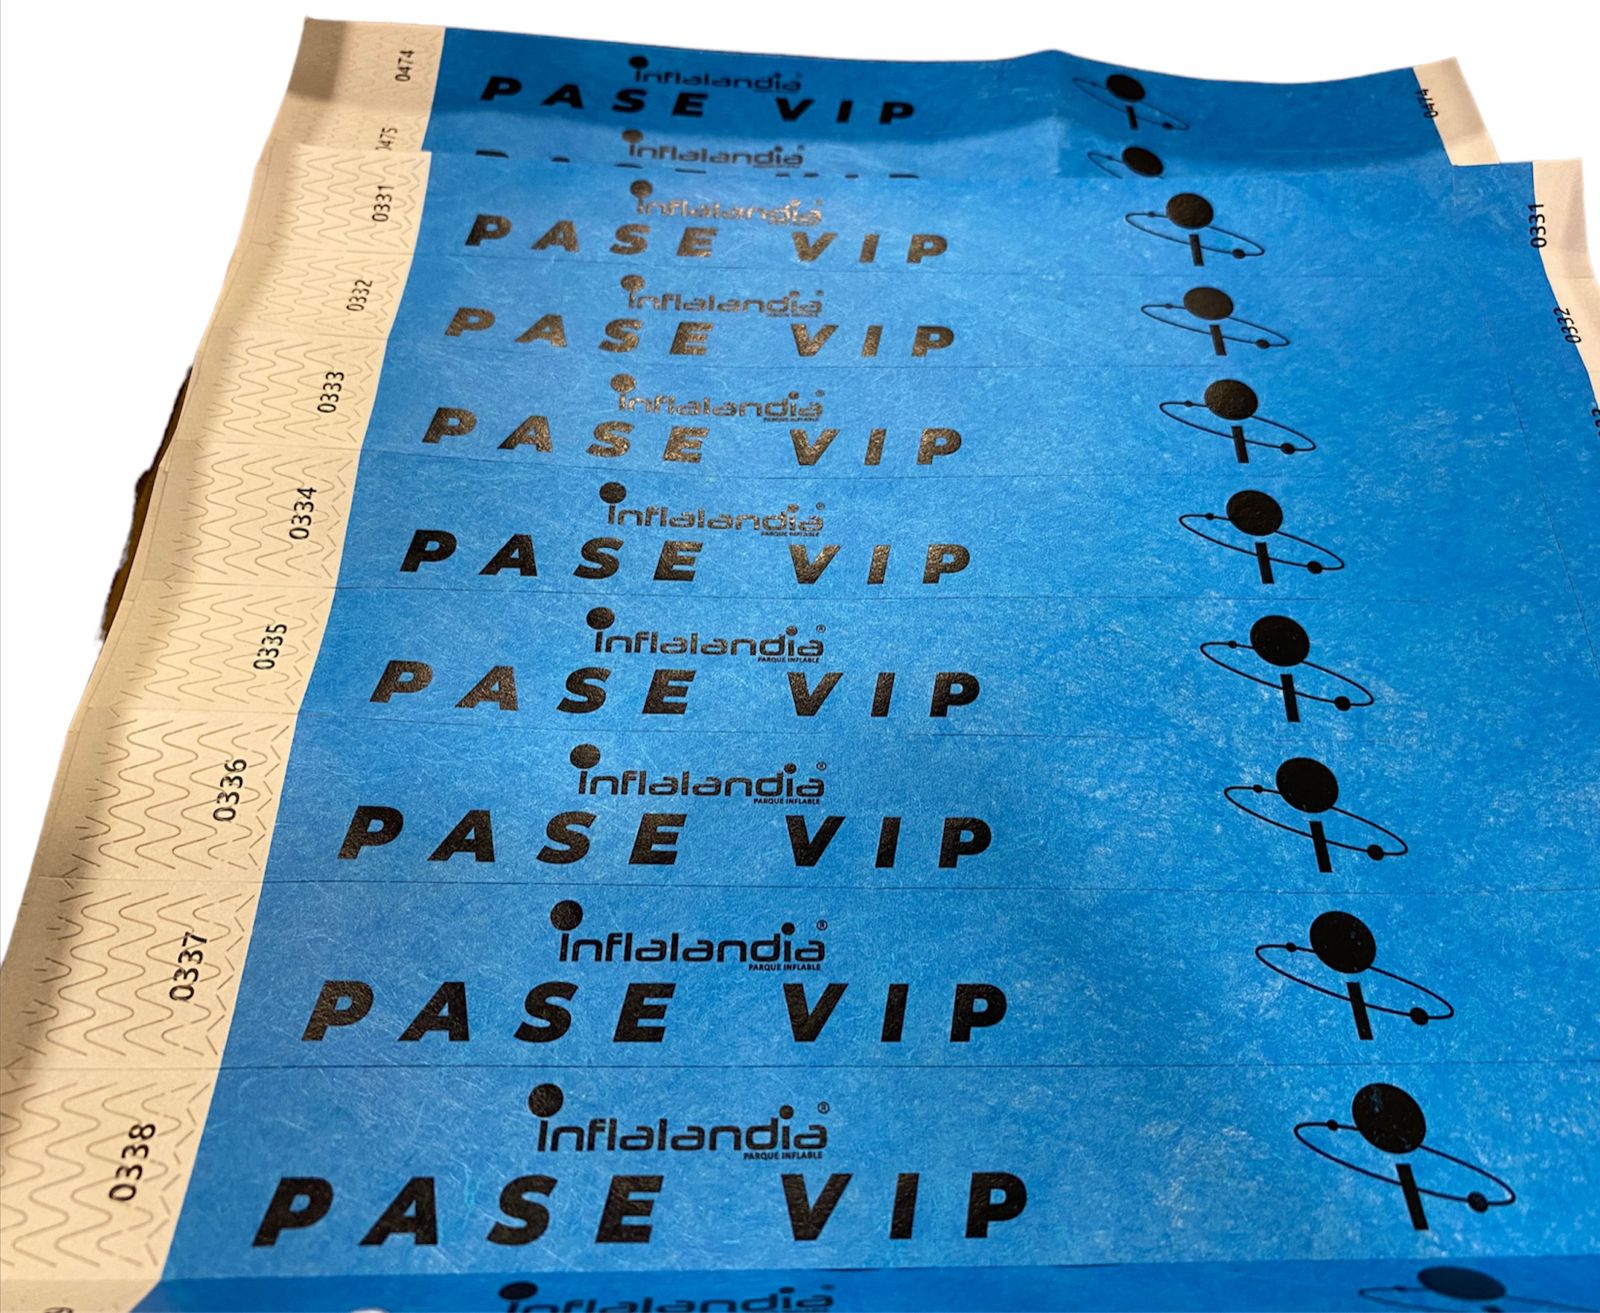 0474 inflalandia 0474
PASE VIP
0475 inflalandia
0331 inflalandia® 0331
PASE VIP
0332 inflalandia® 0332
PASE VIP
0333 inflalandia®
PARQUE INFLABLE
PASE VIP
0334 inflalandia®
PARQUE INFLABLE
PASE VIP
0335 inflalandia®
PARQUE INFLABLE
PASE VIP
0336 inflalandia®
PARQUE INFLABLE
PASE VIP
0337 inflalandia®
PARQUE INFLABLE
PASE VIP
0338 inflalandia®
PARQUE INFLABLE
PASE VIP
inflalandia